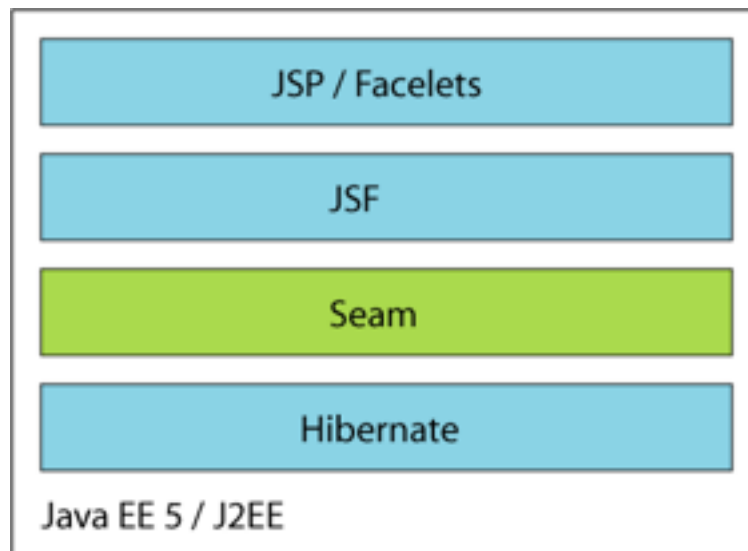 JSP / Facelets
JSF
Seam
Hibernate
Java EE 5 / J2EE